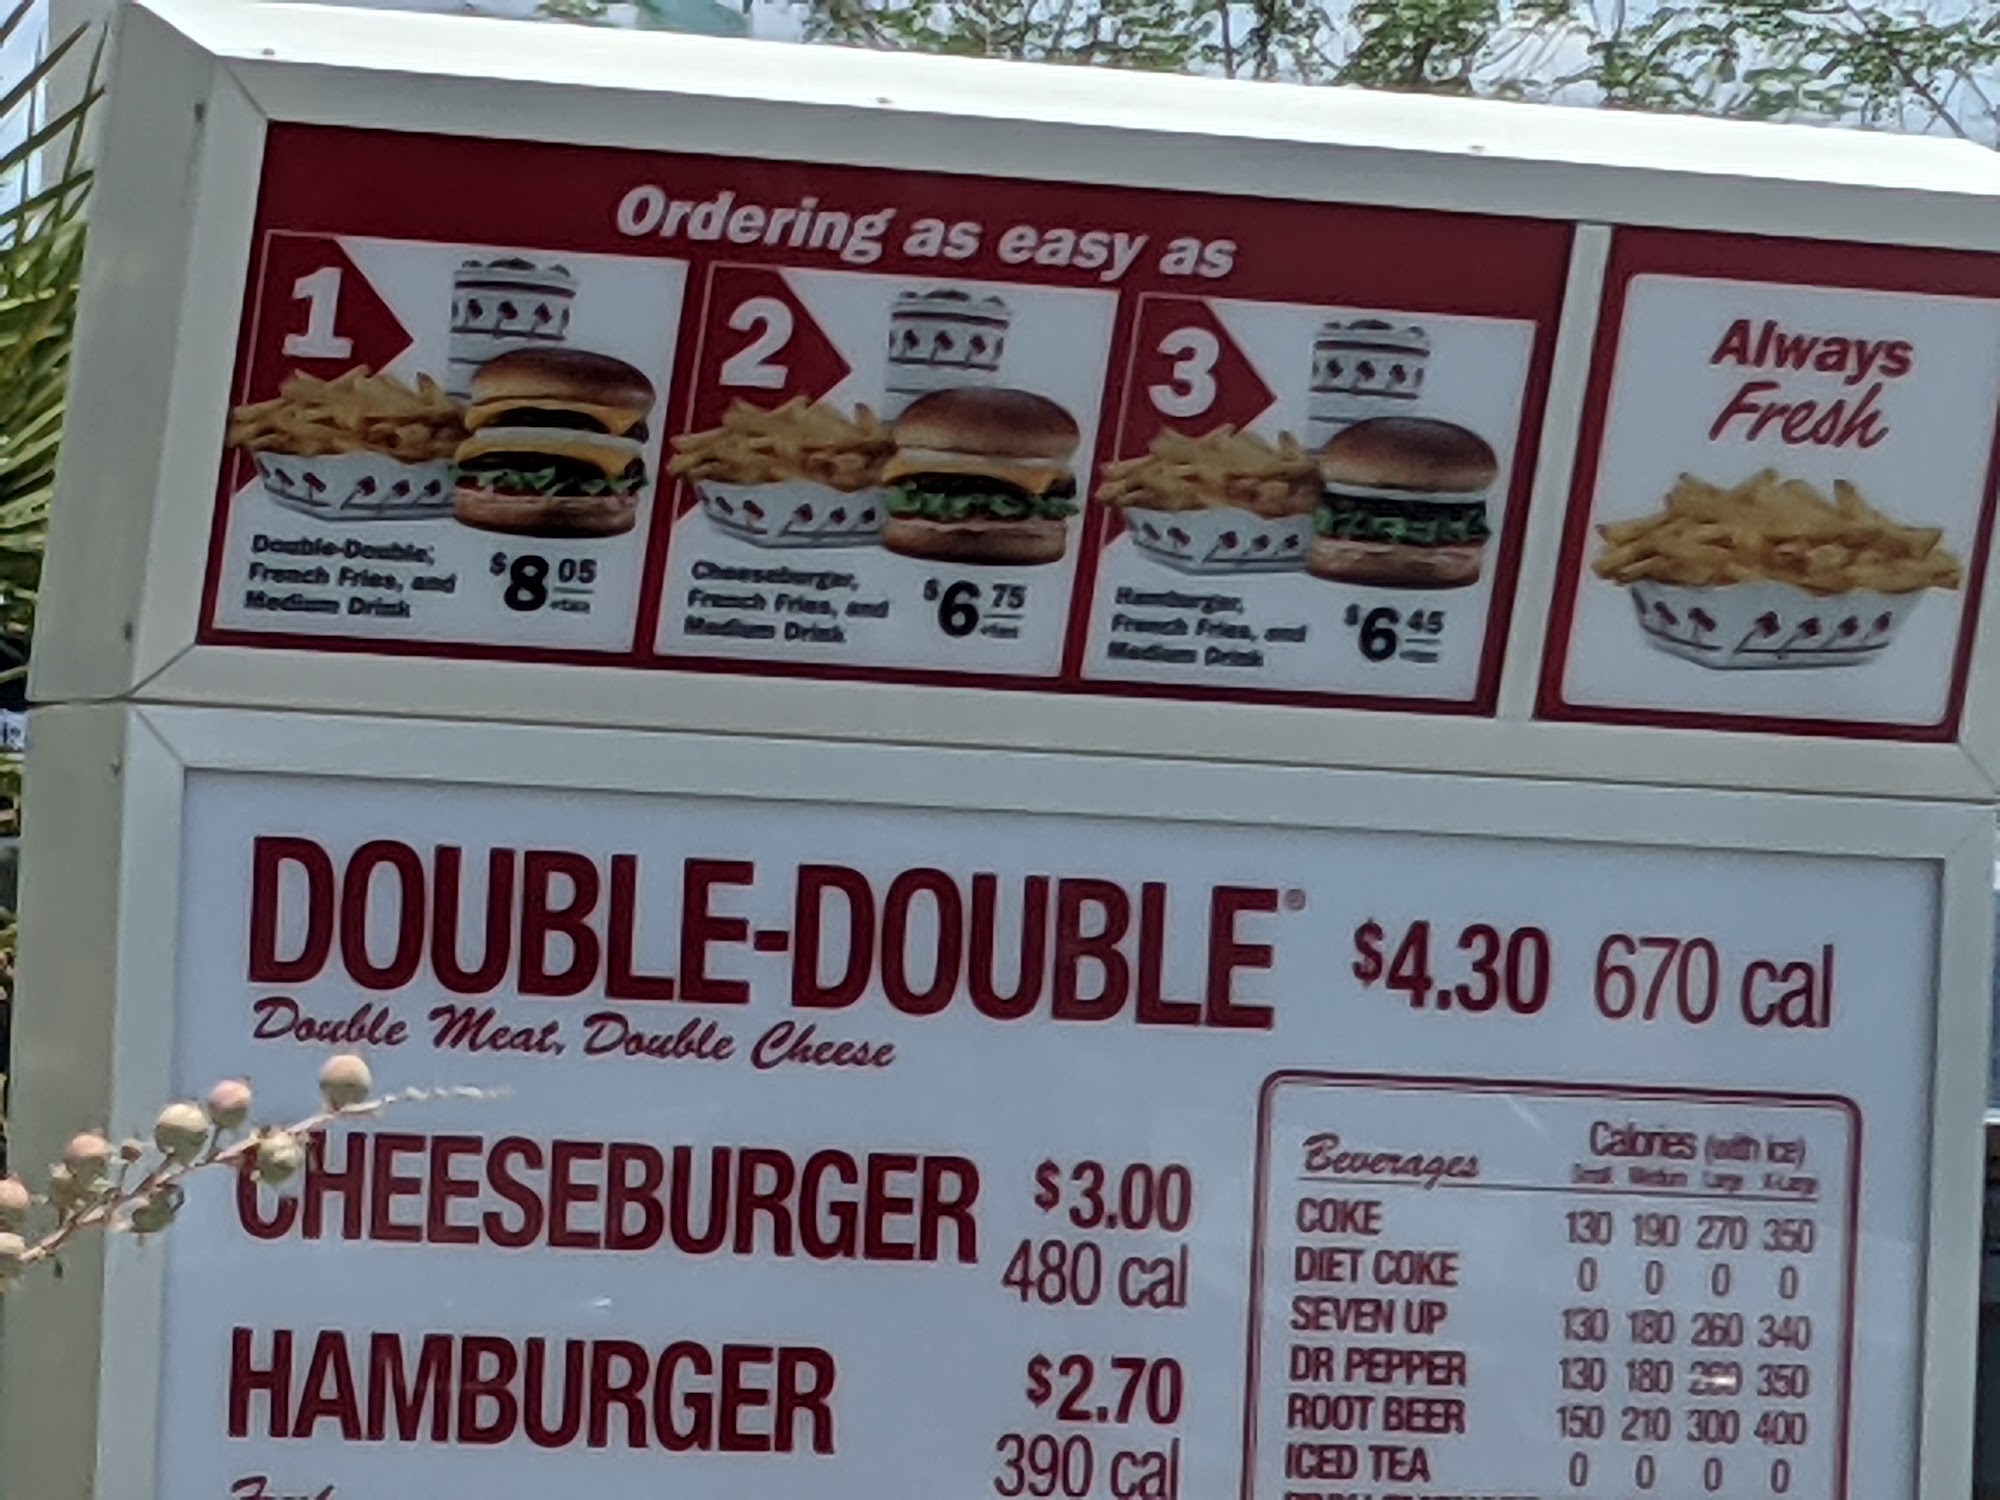 Ordering as easy as
1
Double-Double,
French Fries, and
Medium Drink
$8 05
2
Cheeseburger,
French Fries, and
Medium Drink
$6 75
3
Hamburger,
French Fries, and
Medium Drink
$6 45
Always
Fresh
DOUBLE-DOUBLE® $4.30 670 cal
Double Meat, Double Cheese
CHEESEBURGER $3.00
480 cal
HAMBURGER $2.70
390 cal
Beverages Calories (with ice)
Small Medium Large X-Large
COKE 130 190 270 350
DIET COKE 0 0 0 0
SEVEN UP 130 180 260 340
DR PEPPER 130 180 350
ROOT BEER 150 210 300 400
ICED TEA 0 0 0 0